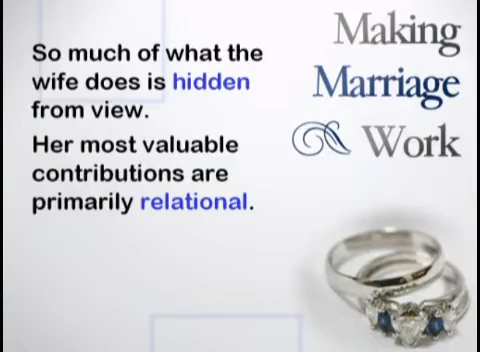 So much of what the
wife does is hidden
from view.
Her most valuable
contributions are
primarily relational.
Making
Marriage
Work